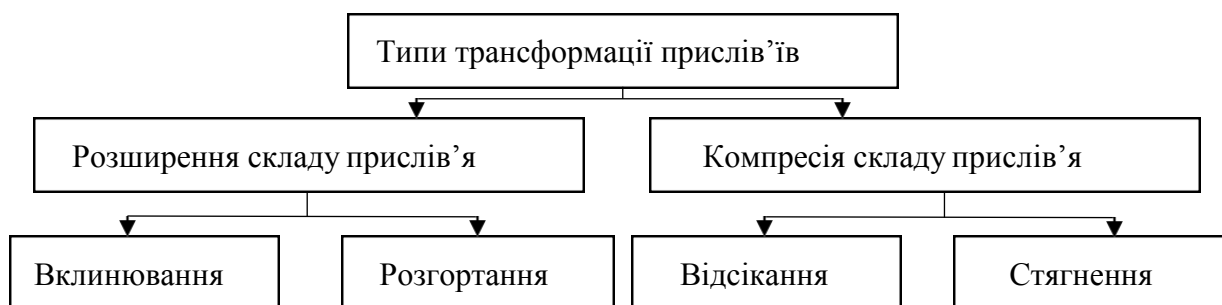 Типи трансформації прислів’їв
Розширення складу прислів’я
Компресія складу прислів’я
Вклинювання
Розгортання
Відсікання
Стягнення